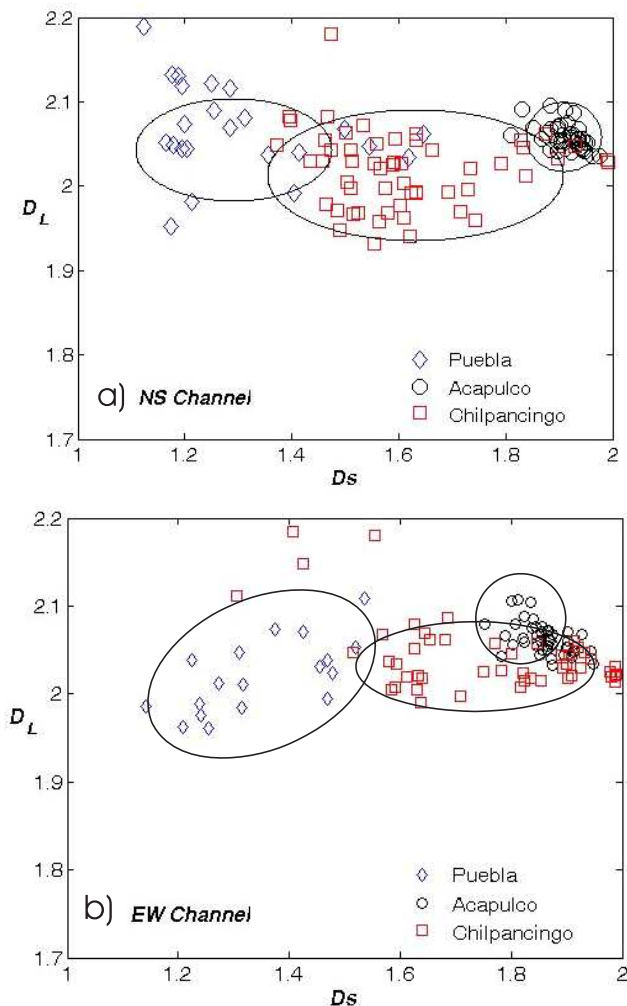 2.2
2.1
2
1.9
1.8
1.7
D_L
1.2
1.4
1.6
1.8
2
Ds
Puebla
Acapulco
Chilpancingo
a) NS Channel
2.2
2.1
2
1.9
1.8
1.7
D_L
1
1.2
1.4
1.6
1.8
2
Ds
Puebla
Acapulco
Chilpancingo
b) EW Channel